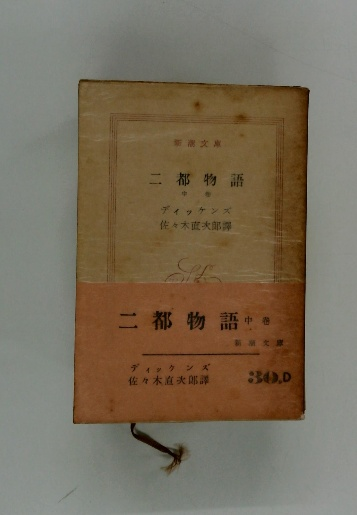 新潮文庫
二都物語
中巻
ディッケンズ
佐々木直次郎譯
二都物語 中巻
新潮文庫
ディッケンズ
佐々木直次郎譯
30.D